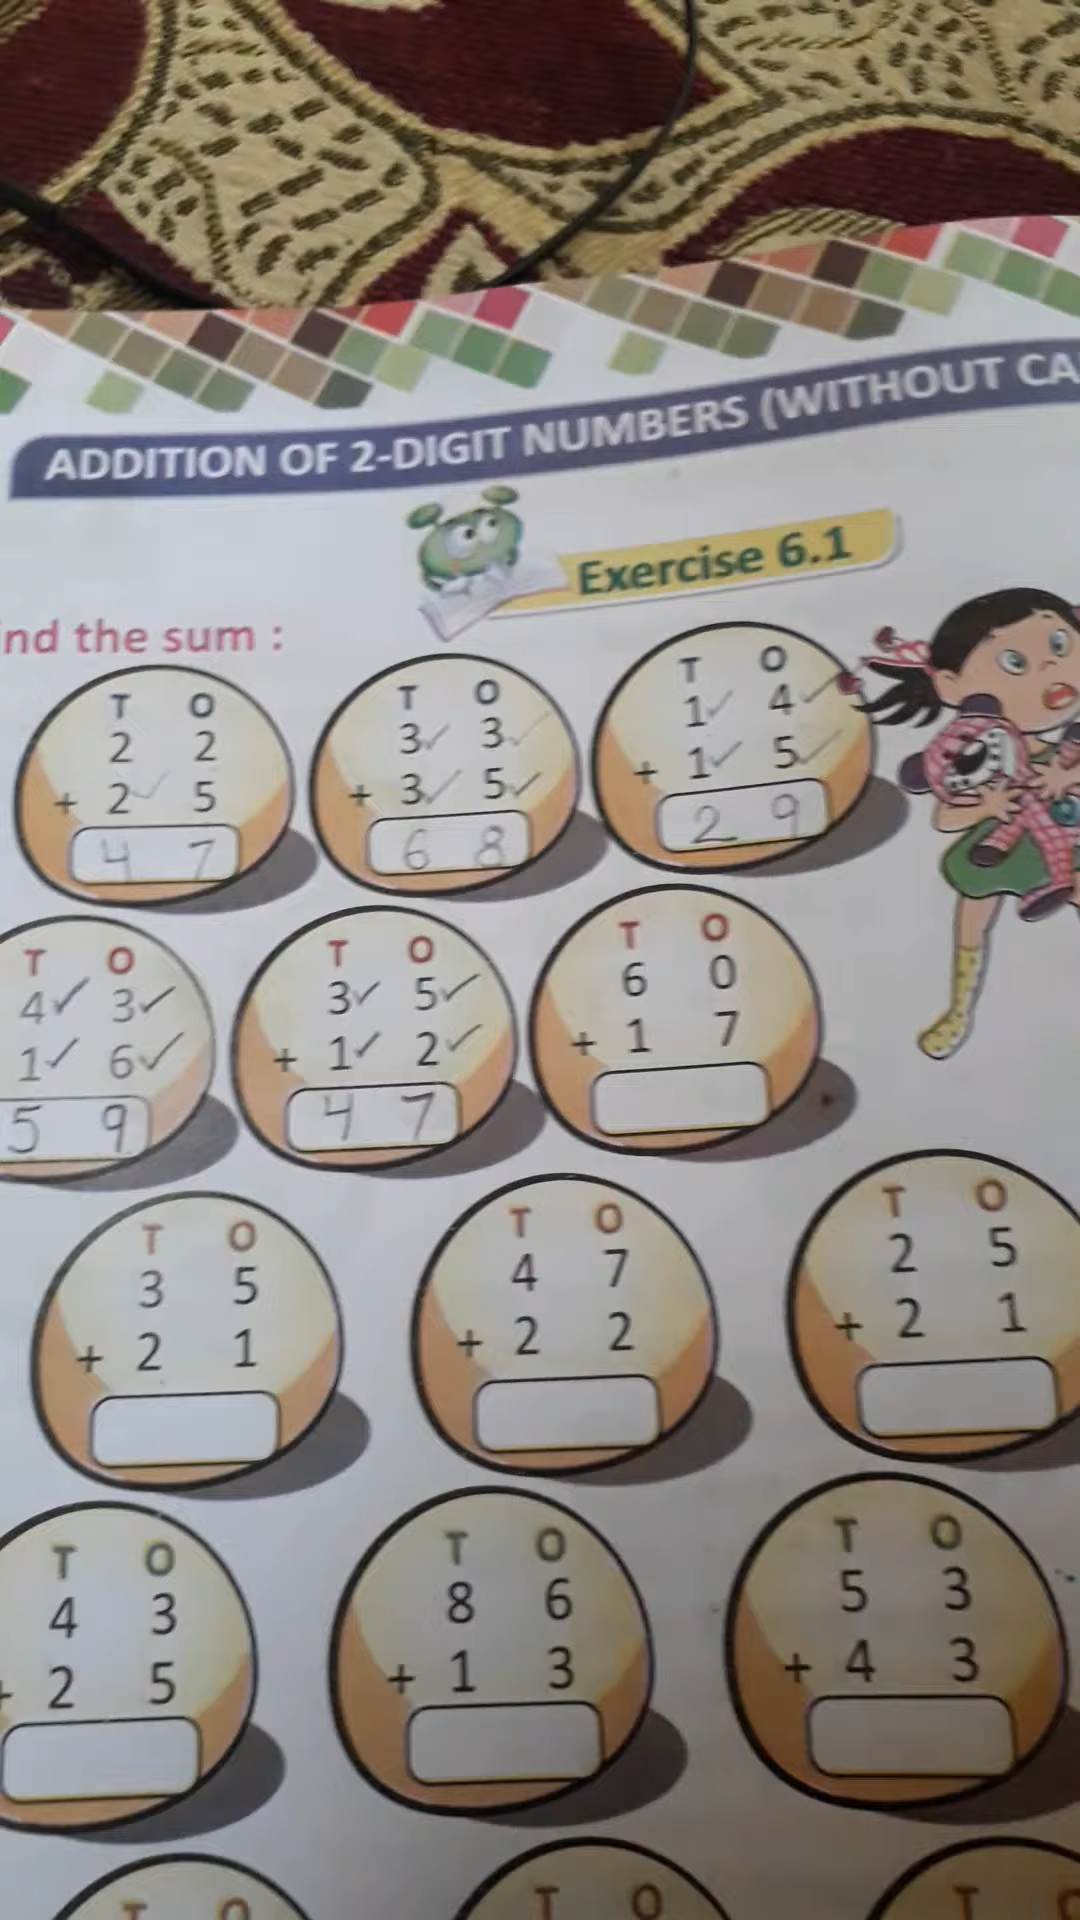 ADDITION OF 2-DIGIT NUMBERS (WITHOUT
Exercise 6.1
the sum :
T O
2 2
+ 2 5
4 7
T O
3 3
+ 3 5
6 8
T O
1 4
+ 1 5
2 9
T O
4 3
1 6
5 9
T O
3 5
+ 1 2
4 7
T O
6 0
+ 1 7
T O
3 5
+ 2 1
T O
4 7
+ 2 2
T O
2 5
+ 2 1
T O
4 3
+ 2 5
T O
8 6
+ 1 3
T O
5 3
+ 4 3
T O
T O
T